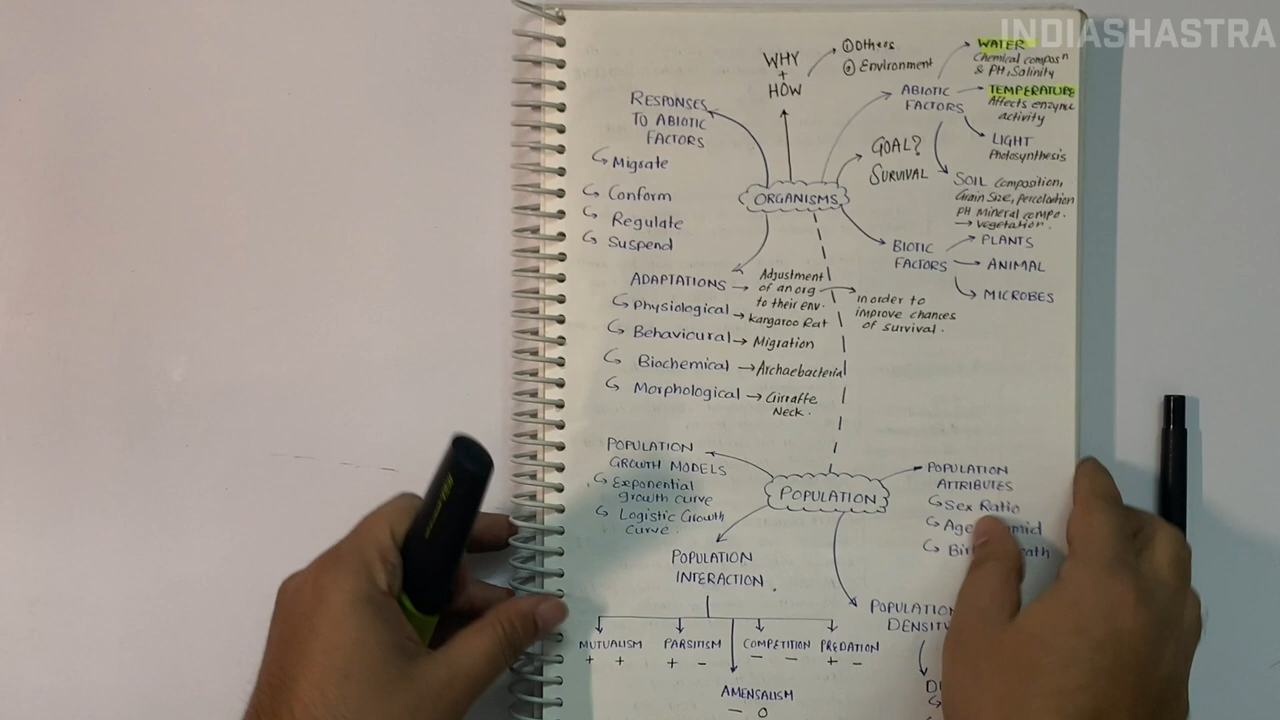 INDIASHASTRA
WHY
+
HOW
① Others
② Environment
WATER
Chemical composⁿ
& PH, Salinity
ABIOTIC
FACTORS
TEMPERATURE
Affects enzyme
activity
LIGHT
Photosynthesis
SOIL Composition,
Grain Size, percolation
PH Mineral compo.
→ vegetation.
RESPONSES
TO ABIOTIC
FACTORS
Migrate
Conform
Regulate
Suspend
GOAL?
SURVIVAL
ORGANISMS
BIOTIC
FACTORS
PLANTS
ANIMAL
MICROBES
ADAPTATIONS → Adjustment
of an org
to their env.
in order to
improve chances
of survival.
Physiological → Kangaroo Rat
Behavioural → Migration
Biochemical → Archaebacteria
Morphological → Girraffe
Neck.
POPULATION
GROWTH MODELS
Exponential
growth curve
Logistic Growth
Curve.
POPULATION
POPULATION
ATTRIBUTES
Sex Ratio
Age
POPULATION
INTERACTION
POPULATION
MUTUALISM
+ +
PARSITISM
+ −
COMPETITION
− −
PREDATION
+ −
AMENSALISM
− 0